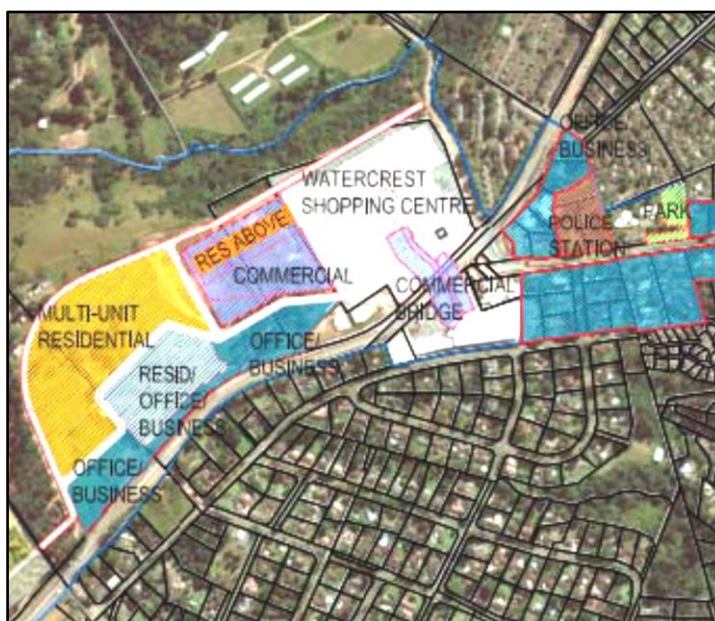 OFFICE/
BUSINESS
WATERCREST
SHOPPING CENTRE
PARK
POLICE
STATION
RES ABOVE
COMMERCIAL
COMMERCIAL
BRIDGE
MULTI-UNIT
RESIDENTIAL
OFFICE/
BUSINESS
RESID/
OFFICE/
BUSINESS
OFFICE/
BUSINESS